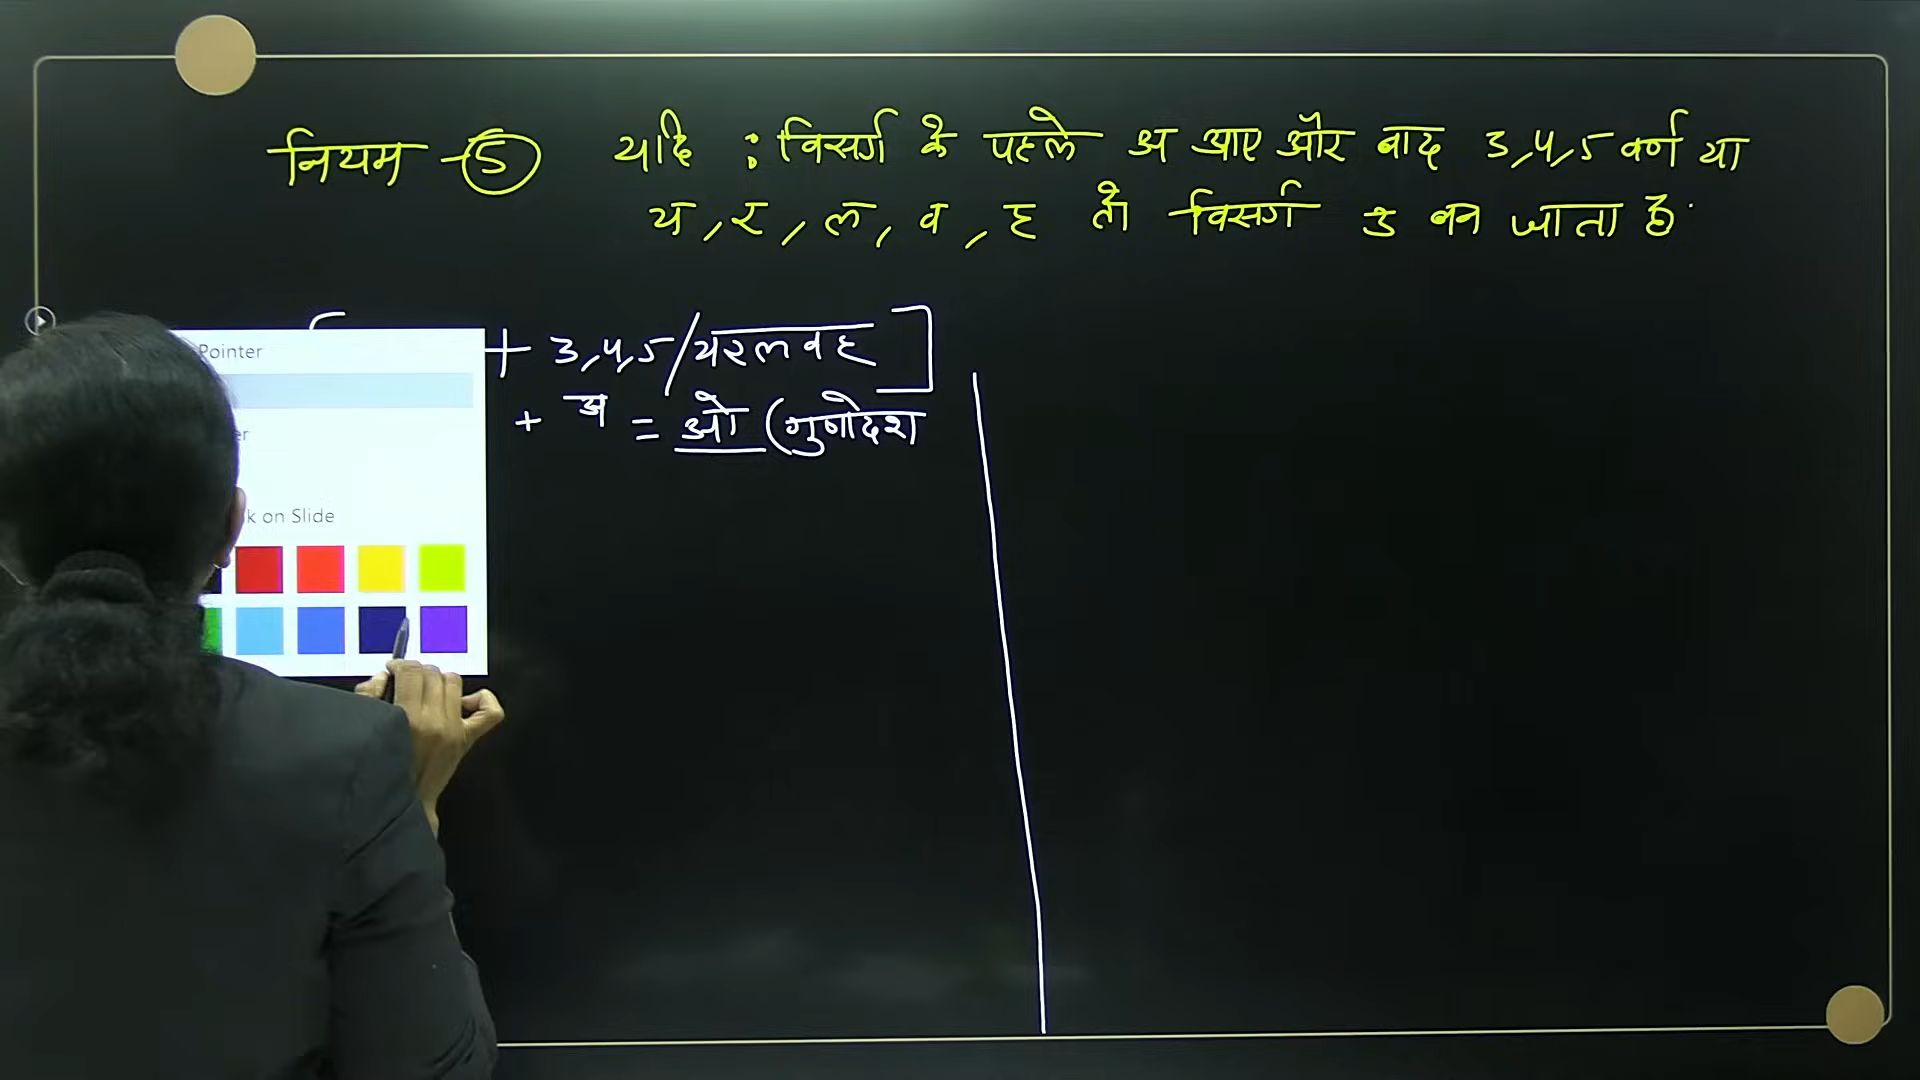 नियम -5 यदि : विसर्ग के पहले अ आए और बाद 3,4,5 वर्ण या
य, र, ल, व, ह तो विसर्ग उ बन जाता है
+ 3,4,5/यरलवह ]
+ अ = ओ (गुणादेश
Pointer
k on Slide